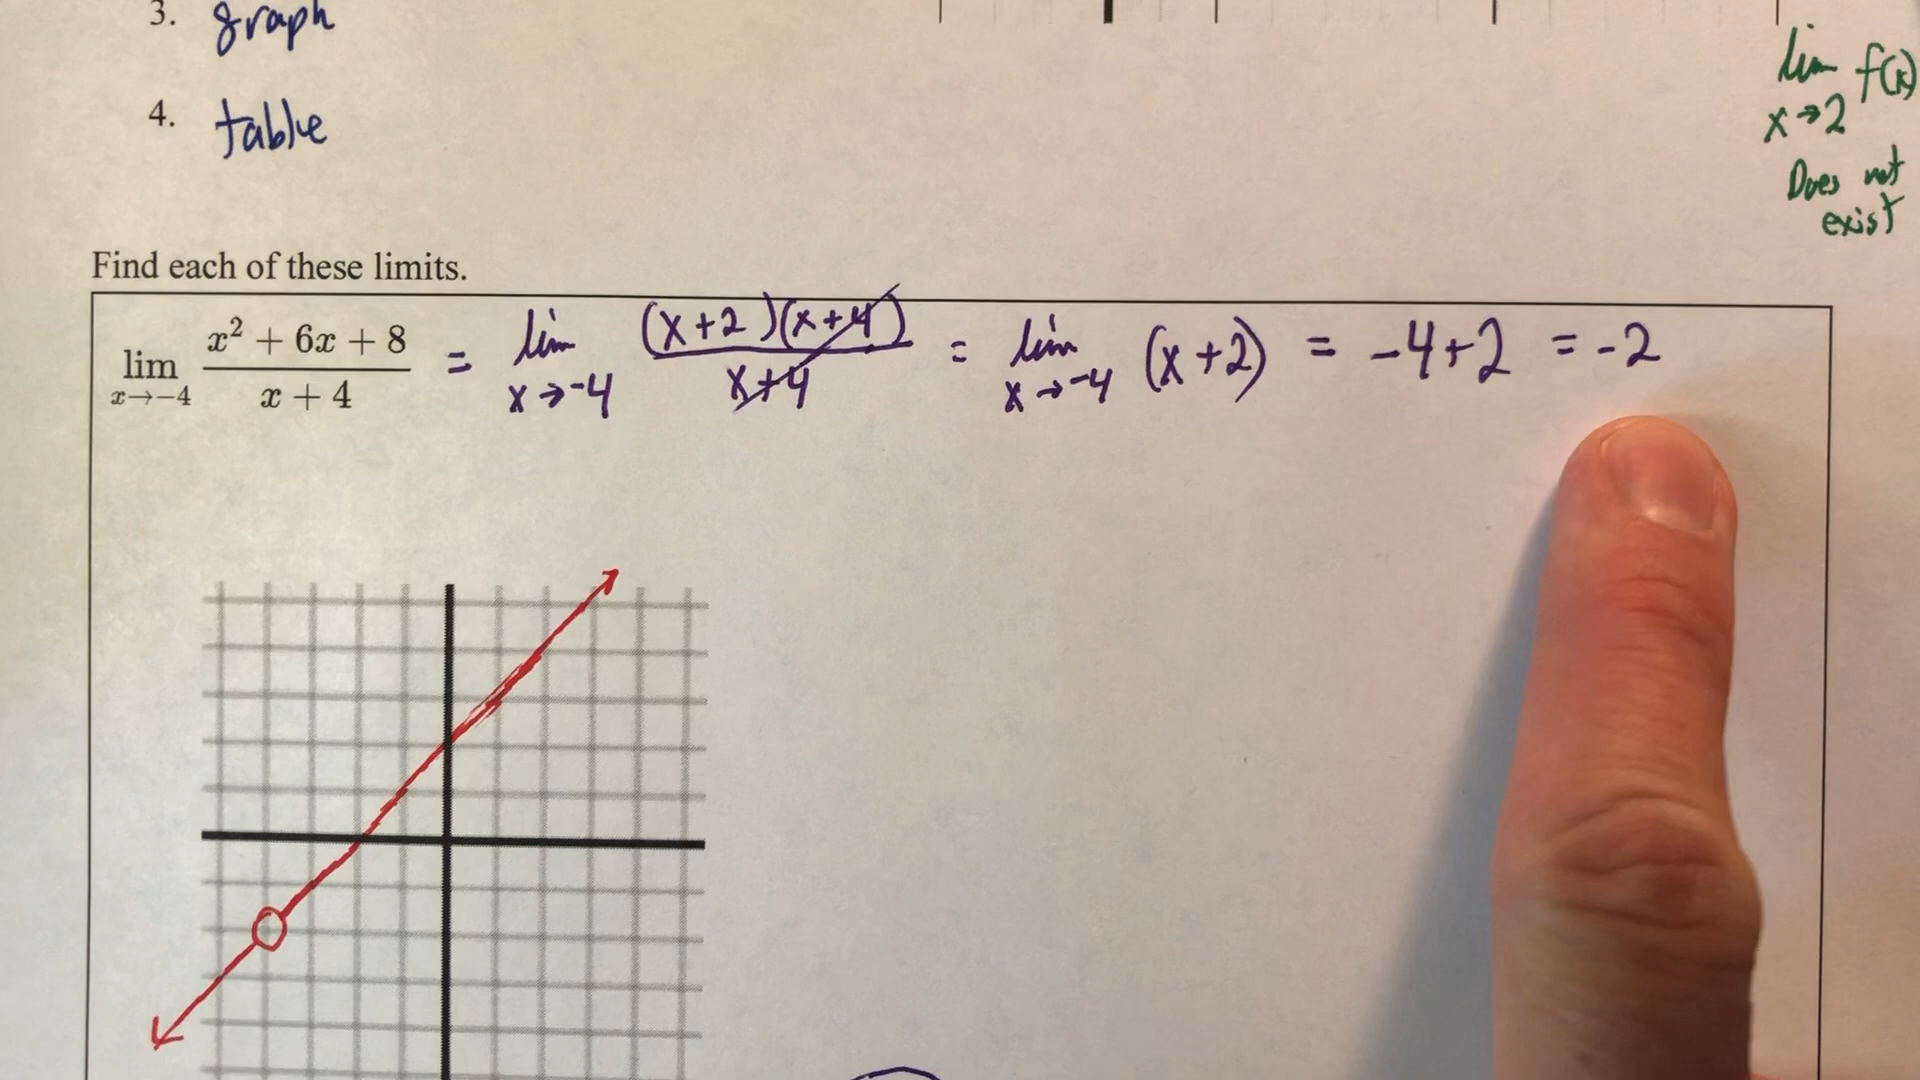 3. graph
4. table
lim f(x)
x→2
Does not
exist
Find each of these limits.
lim x→−4 (x² + 6x + 8)/(x + 4) = lim x→-4 (x+2)(x+4)/(x+4) = lim x→-4 (x+2) = -4+2 = -2